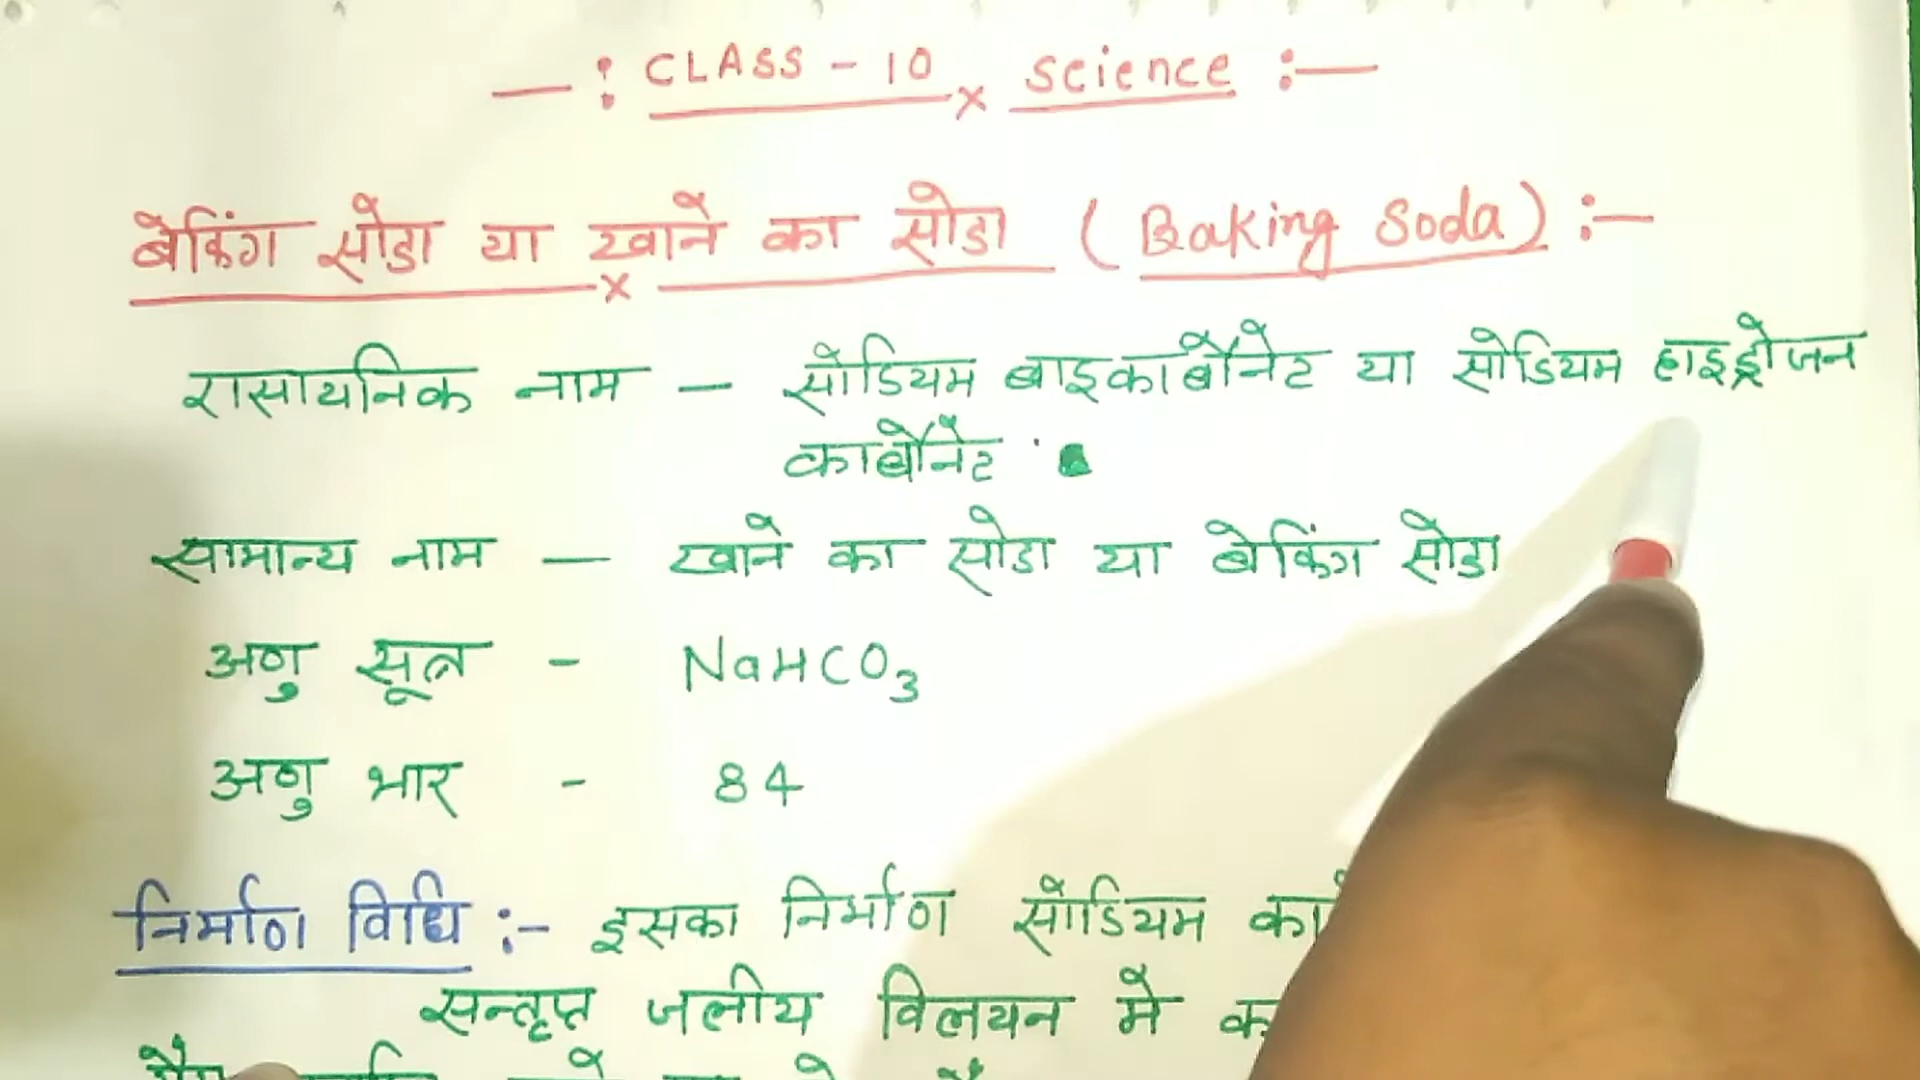 —: CLASS - 10 x Science :—
बेकिंग सोडा या खाने का सोडा ( Baking Soda) :—
रासायनिक नाम — सोडियम बाइकार्बोनेट या सोडियम हाइड्रोजन
कार्बोनेट
सामान्य नाम — खाने का सोडा या बेकिंग सोडा
अणु सूत्र - NaHCO₃
अणु भार - 84
निर्माण विधि :- इसका निर्माण सोडियम
सन्तृप्त जलीय विलयन मे